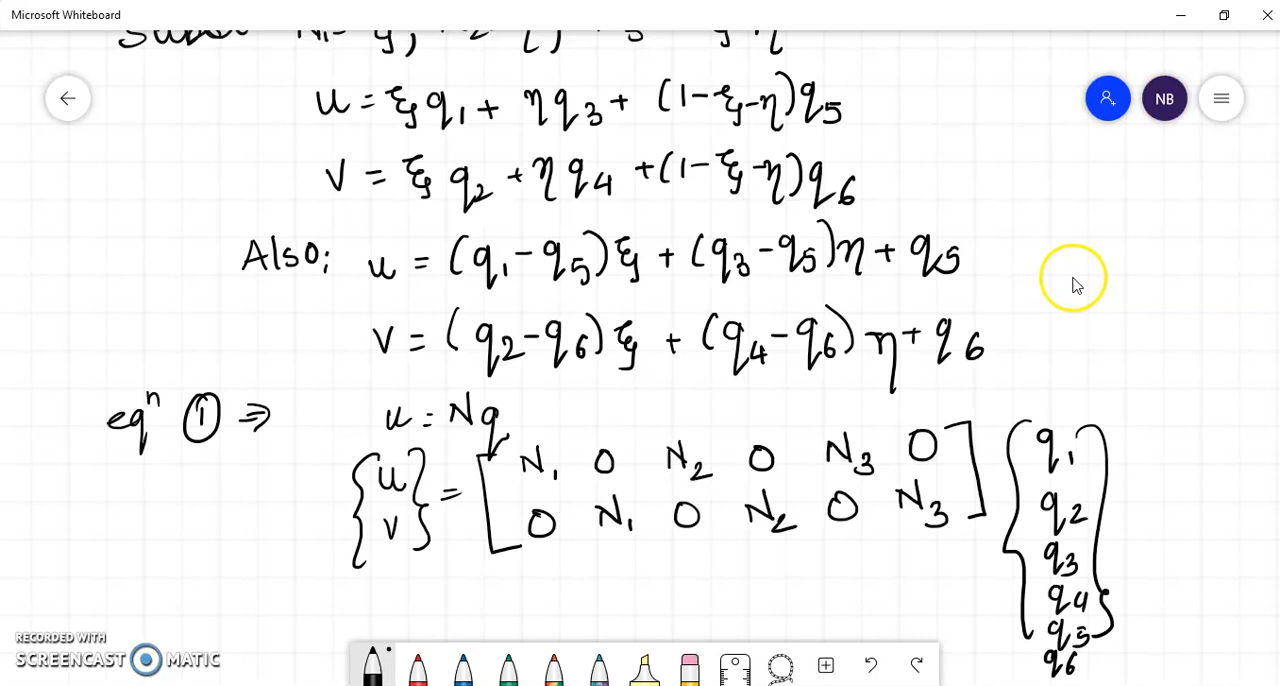 Microsoft Whiteboard
NB
u = ξq₁ + ηq₃ + (1-ξ-η)q₅
v = ξ q₂ + η q₄ + (1-ξ-η)q₆
Also; u = (q₁-q₅)ξ + (q₃-q₅)η + q₅
v = (q₂-q₆)ξ + (q₄-q₆)η + q₆
eqⁿ ① ⇒ u = Nq
{u v} = [N₁ 0 N₂ 0 N₃ 0
0 N₁ 0 N₂ 0 N₃]
{q₁
q₂
q₃
q₄
q₅}
q₆
RECORDED WITH
SCREENCAST MATIC